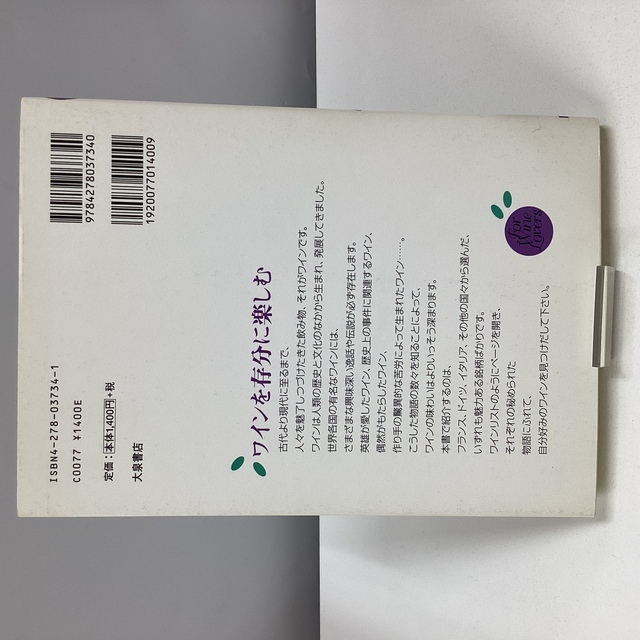 9784278037340
1920077014009
ISBN4-278-03734-1
C0077 ¥1400E
定価：本体1,400円+税
大泉書店
ワインを存分に楽しむ
古代より現代に至るまで、
人々を魅了しつづけてきた飲み物、それがワインです。
ワインは人類の歴史と文化のなかから生まれ、発展してきました。
世界各国の有名なワインには、
さまざまな興味深い逸話や伝説が必ず存在します。
英雄が愛したワイン、歴史上の事件に関連するワイン、
偶然がもたらしたワイン、
作り手の驚異的な苦労によって生まれたワイン……。
こうした物語の数々を知ることによって、
ワインの味わいはよりいっそう深まります。
本書で紹介するのは、
フランス、ドイツ、イタリア、その他の国々から選んだ、
いずれも魅力ある銘柄ばかりです。
ワインリストのようにページを開き、
それぞれの秘められた
物語にふれて、
自分好みのワインを見つけだして下さい。
For
Wine
Lovers